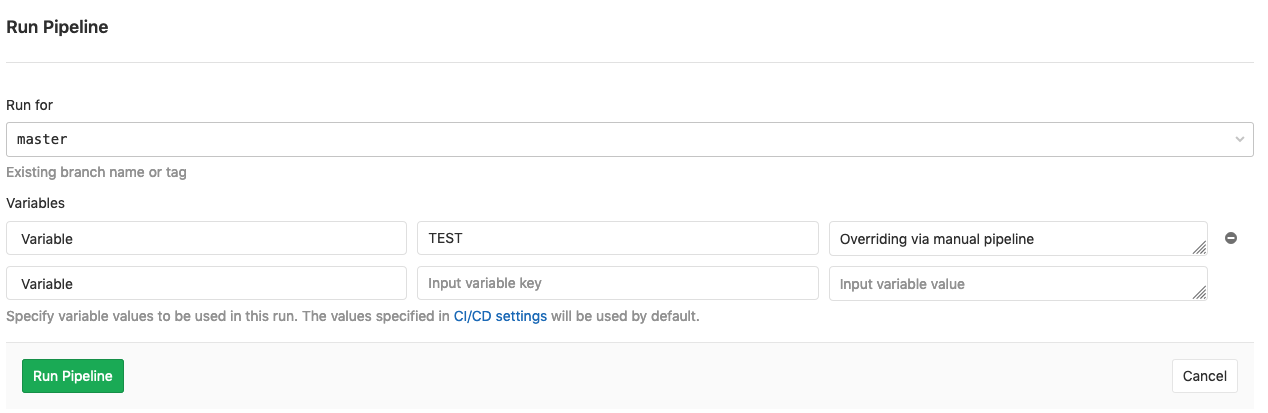 Run Pipeline
Run for
master
Existing branch name or tag
Variables
Variable TEST Overriding via manual pipeline
Variable Input variable key Input variable value
Specify variable values to be used in this run. The values specified in CI/CD settings will be used by default.
Run Pipeline Cancel